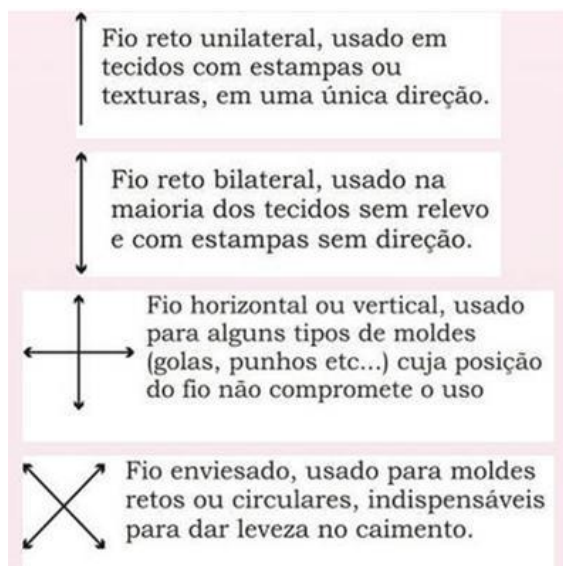 Fio reto unilateral, usado em
tecidos com estampas ou
texturas, em uma única direção.
Fio reto bilateral, usado na
maioria dos tecidos sem relevo
e com estampas sem direção.
Fio horizontal ou vertical, usado
para alguns tipos de moldes
(golas, punhos etc...) cuja posição
do fio não compromete o uso
Fio enviesado, usado para moldes
retos ou circulares, indispensáveis
para dar leveza no caimento.